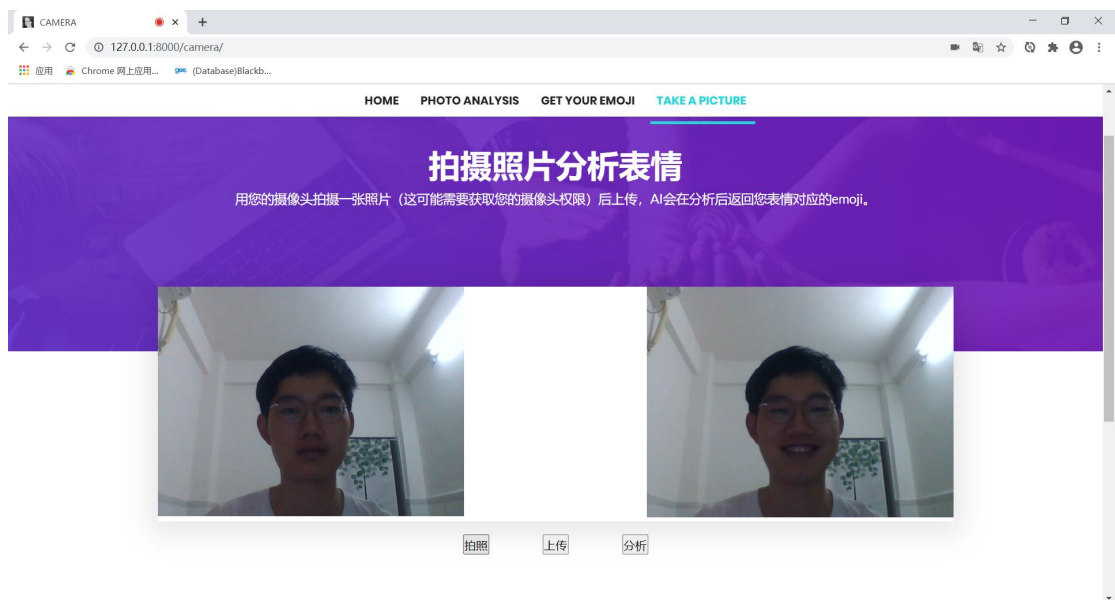 CAMERA
127.0.0.1:8000/camera/
应用 Chrome 网上应用... (Database)Blackb...
HOME PHOTO ANALYSIS GET YOUR EMOJI TAKE A PICTURE
拍摄照片分析表情
用您的摄像头拍摄一张照片（这可能需要获取您的摄像头权限）后上传，AI会在分析后返回您表情对应的emoji。
拍照 上传 分析